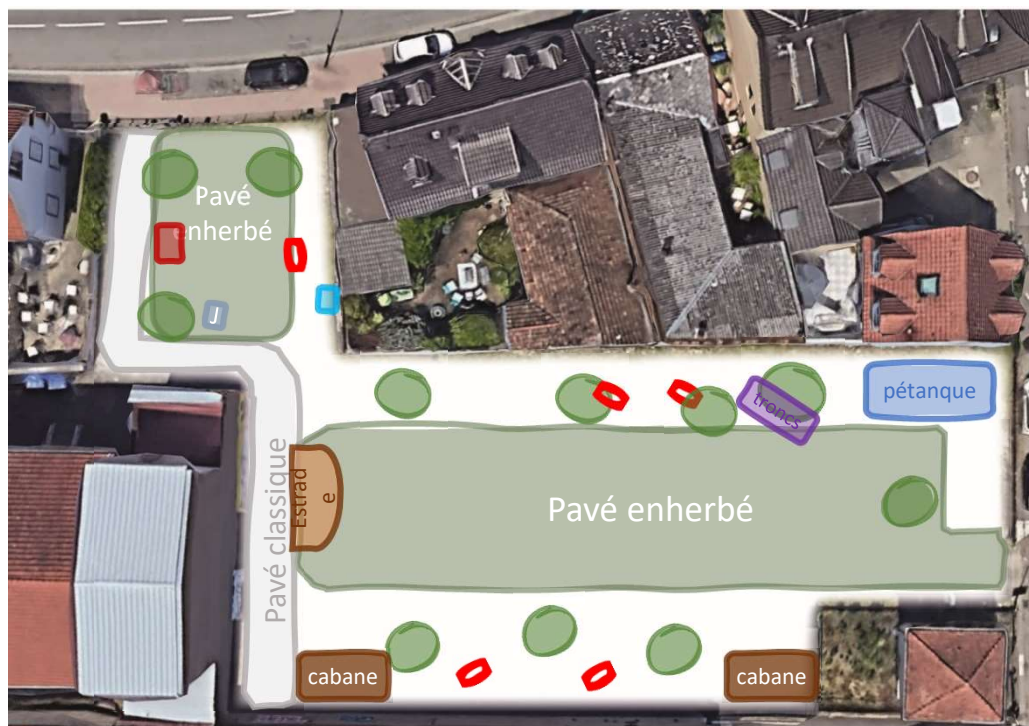 Pavé
enherbé
J
pétanque
troncs
Pavé classique
Estrad
e
Pavé enherbé
cabane
cabane